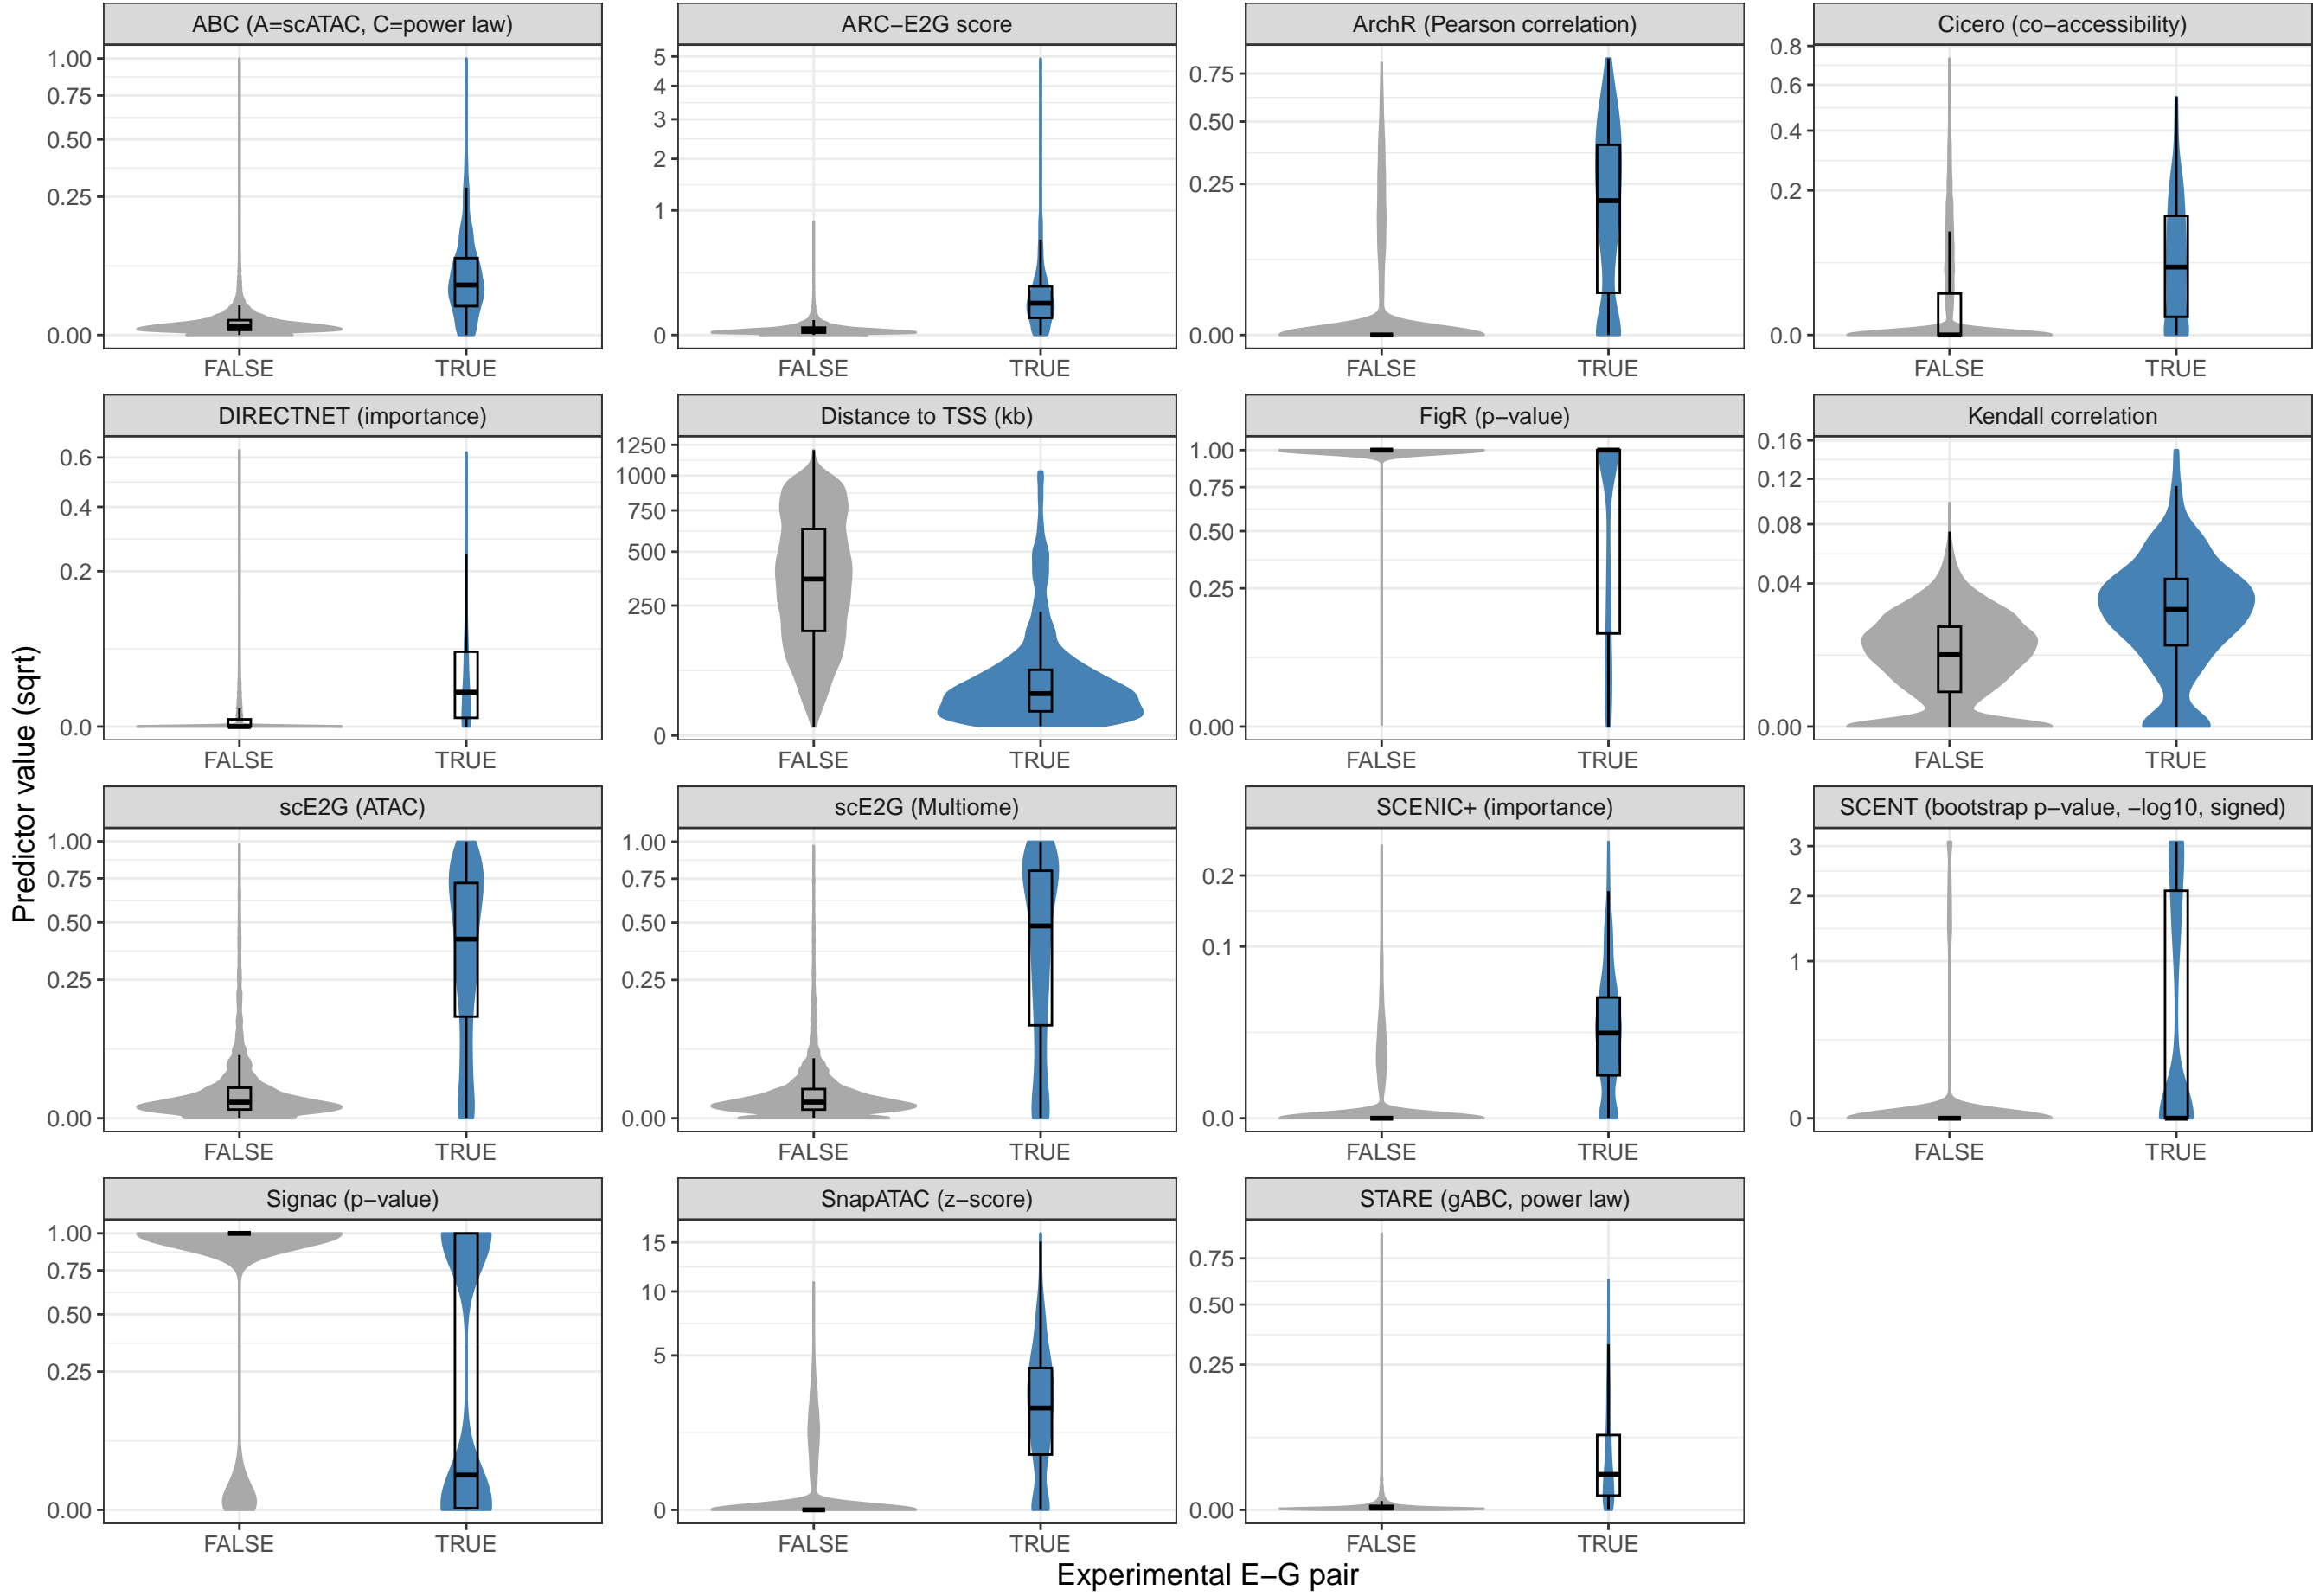 ABC (A=scATAC, C=power law)
ARC−E2G score
ArchR (Pearson correlation)
Cicero (co−accessibility)
1.00
0.75
0.50
0.25
0.00
5
4
3
2
1
0
0.75
0.50
0.25
0.00
0.8
0.6
0.4
0.2
0.0
FALSE TRUE
FALSE TRUE
FALSE TRUE
FALSE TRUE
DIRECTNET (importance)
Distance to TSS (kb)
FigR (p−value)
Kendall correlation
0.6
0.4
0.2
0.0
1250
1000
750
500
250
0
1.00
0.75
0.50
0.25
0.00
0.16
0.12
0.08
0.04
0.00
FALSE TRUE
FALSE TRUE
FALSE TRUE
FALSE TRUE
Predictor value (sqrt)
scE2G (ATAC)
scE2G (Multiome)
SCENIC+ (importance)
SCENT (bootstrap p−value, −log10, signed)
1.00
0.75
0.50
0.25
0.00
1.00
0.75
0.50
0.25
0.00
0.2
0.1
0.0
3
2
1
0
FALSE TRUE
FALSE TRUE
FALSE TRUE
FALSE TRUE
Signac (p−value)
SnapATAC (z−score)
STARE (gABC, power law)
1.00
0.75
0.50
0.25
0.00
15
10
5
0
0.75
0.50
0.25
0.00
FALSE TRUE
FALSE TRUE
FALSE TRUE
Experimental E−G pair